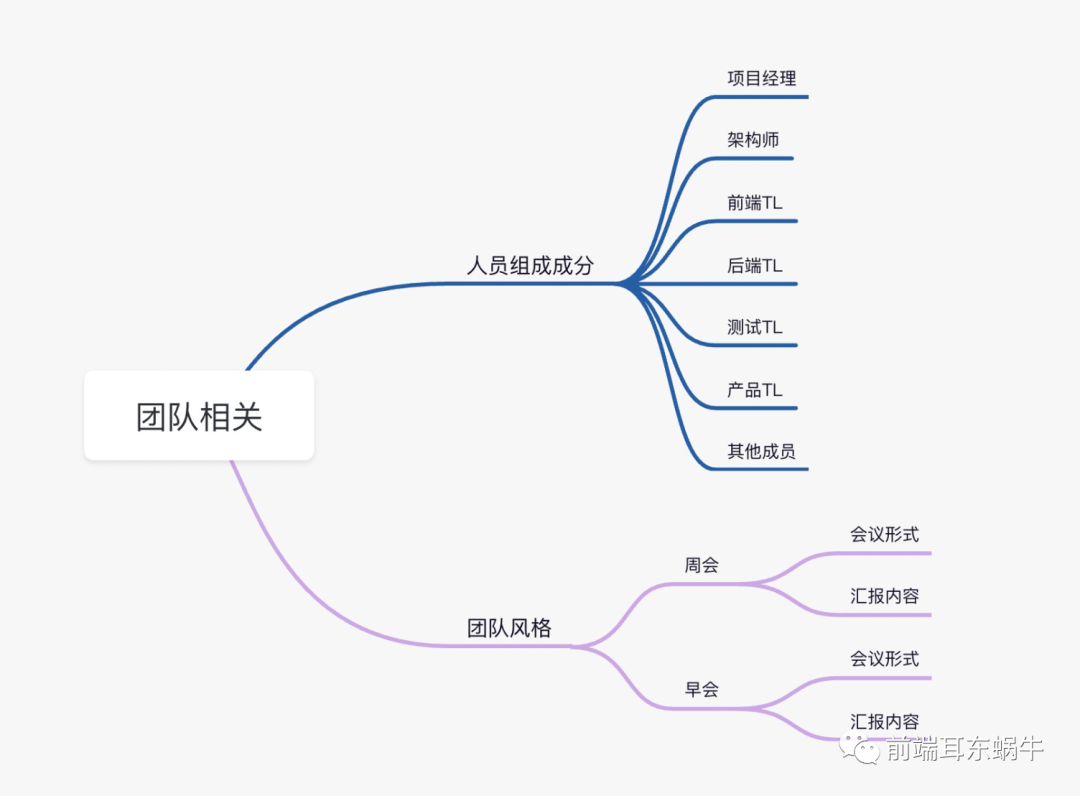 项目经理
架构师
前端TL
人员组成成分
后端TL
测试TL
产品TL
其他成员
团队相关
团队风格
周会
会议形式
汇报内容
早会
会议形式
汇报内容
前端耳东蜗牛